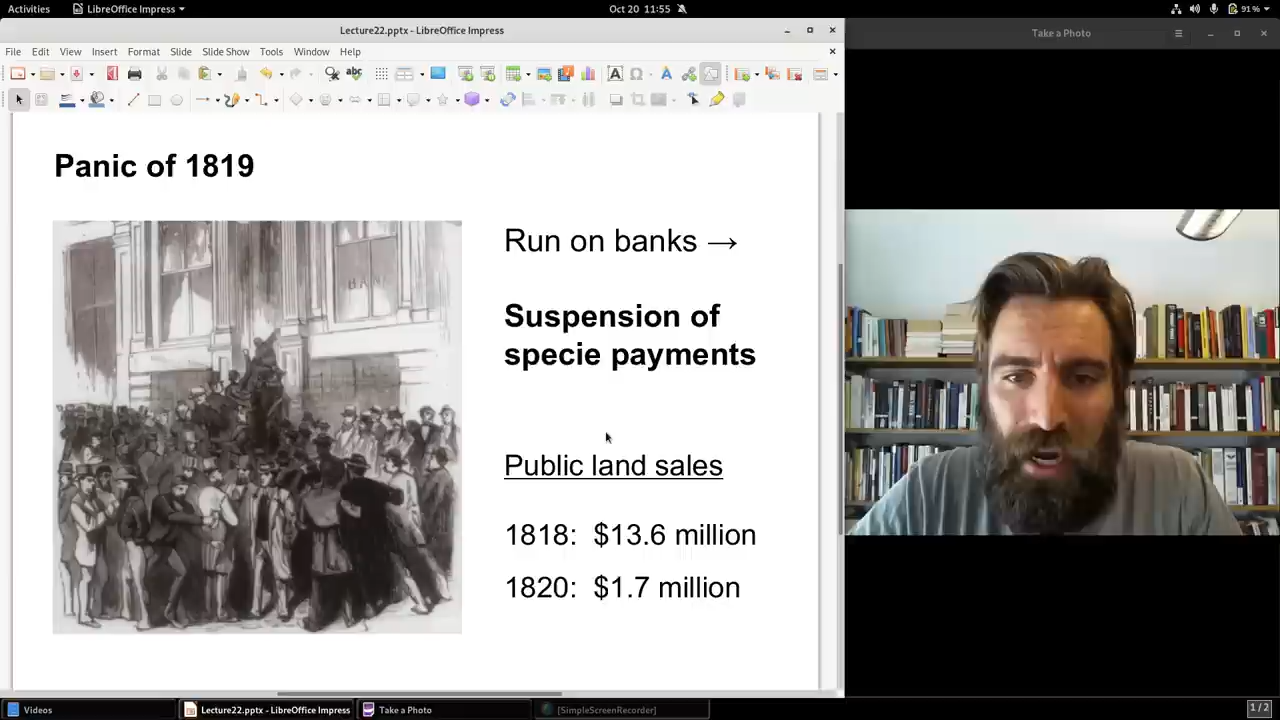 Activities
LibreOffice Impress
Oct 20 11:55
91%
Lecture22.pptx - LibreOffice Impress
Take a Photo
File Edit View Insert Format Slide Slide Show Tools Window Help
Panic of 1819
Run on banks →
Suspension of
specie payments
Public land sales
1818: $13.6 million
1820: $1.7 million
Videos
Lecture22.pptx - LibreOffice Impress
Take a Photo
[SimpleScreenRecorder]
1 / 2